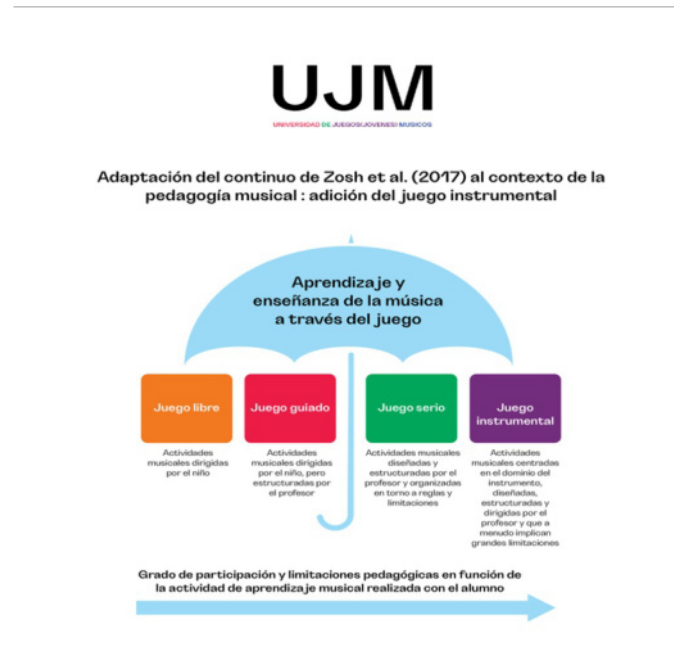 UJM
UNIVERSIDAD DE JUEGOS(JOVENES) MUSICOS
Adaptación del continuo de Zosh et al. (2017) al contexto de la
pedagogía musical : adición del juego instrumental
Aprendizaje y
enseñanza de la música
a través del juego
Juego libre
Actividades
musicales dirigidas
por el niño
Juego guiado
Actividades
musicales dirigidas
por el niño, pero
estructuradas por
el profesor
Juego serio
Actividades musicales
diseñadas y
estructuradas por el
profesor y organizadas
en torno a reglas y
limitaciones
Juego
instrumental
Actividades
musicales centradas
en el dominio del
instrumento,
diseñadas,
estructuradas y
dirigidas por el
profesor y que a
menudo implican
grandes limitaciones
Grado de participación y limitaciones pedagógicas en función de
la actividad de aprendizaje musical realizada con el alumno